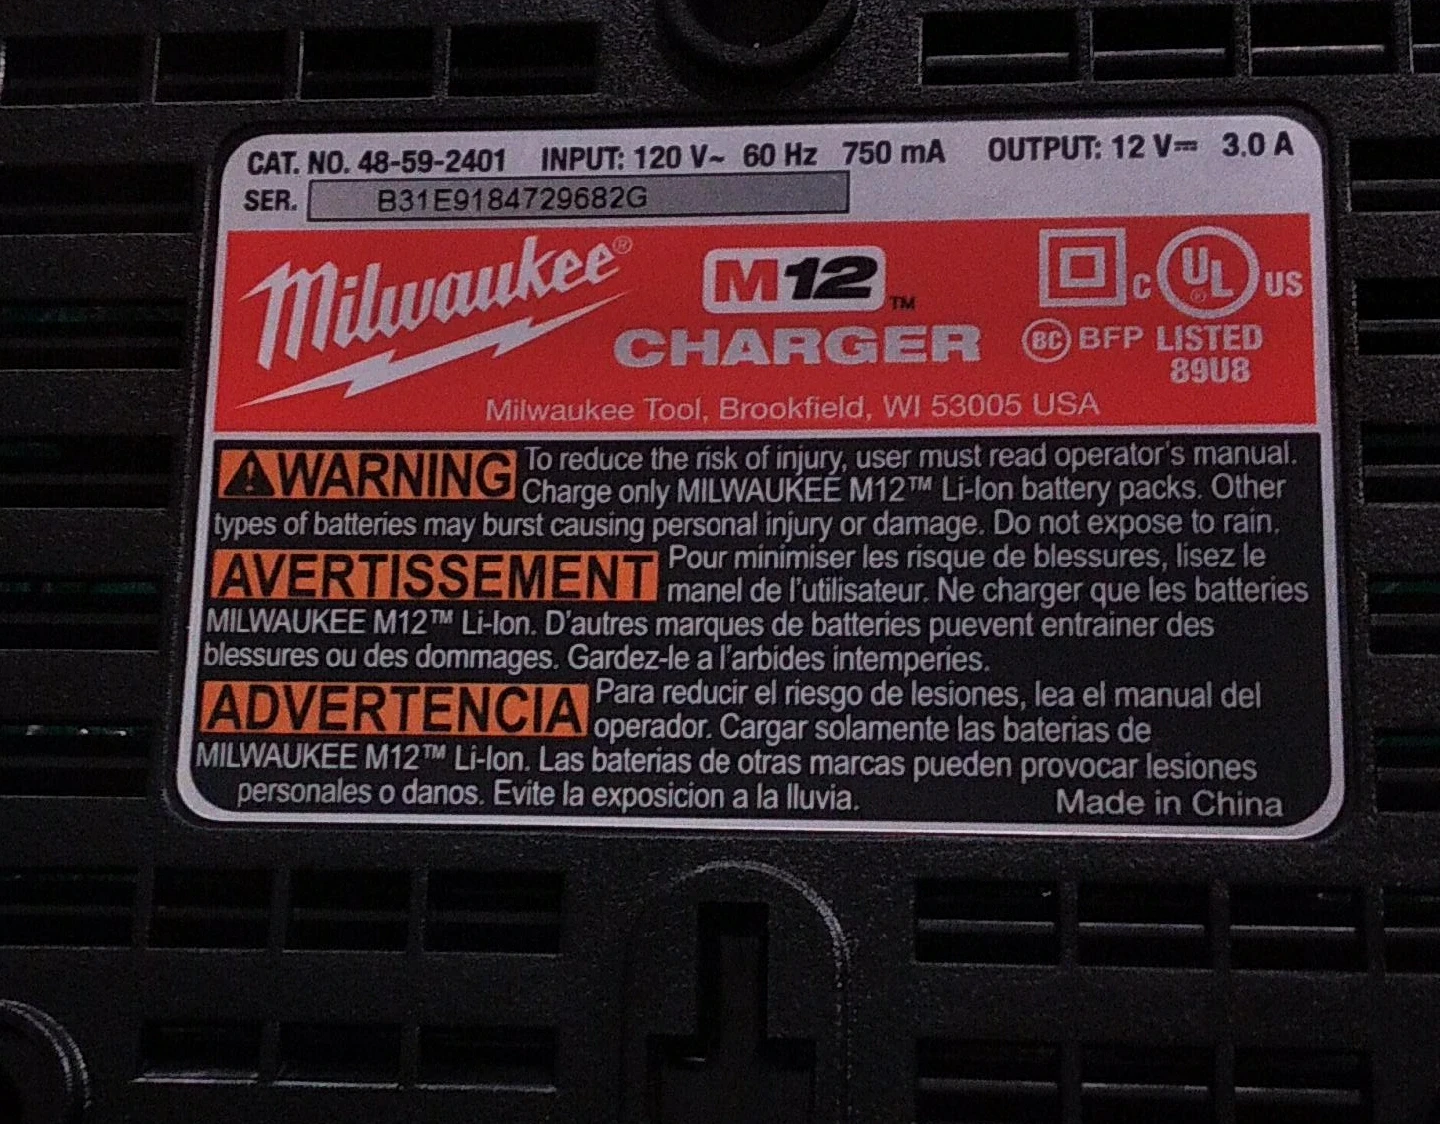 CAT. NO. 48-59-2401 INPUT: 120 V~ 60 Hz 750 mA OUTPUT: 12 V⎓ 3.0 A
SER. B31E9184729682G
Milwaukee®
M12™
CHARGER
C UL® US
BC BFP LISTED
89U8
Milwaukee Tool, Brookfield, WI 53005 USA
⚠WARNING To reduce the risk of injury, user must read operator's manual.
Charge only MILWAUKEE M12™ Li-Ion battery packs. Other
types of batteries may burst causing personal injury or damage. Do not expose to rain.
AVERTISSEMENT Pour minimiser les risque de blessures, lisez le
manel de l'utilisateur. Ne charger que les batteries
MILWAUKEE M12™ Li-Ion. D'autres marques de batteries puevent entrainer des
blessures ou des dommages. Gardez-le a l'arbides intemperies.
ADVERTENCIA Para reducir el riesgo de lesiones, lea el manual del
operador. Cargar solamente las baterias de
MILWAUKEE M12™ Li-Ion. Las baterias de otras marcas pueden provocar lesiones
personales o danos. Evite la exposicion a la lluvia. Made in China